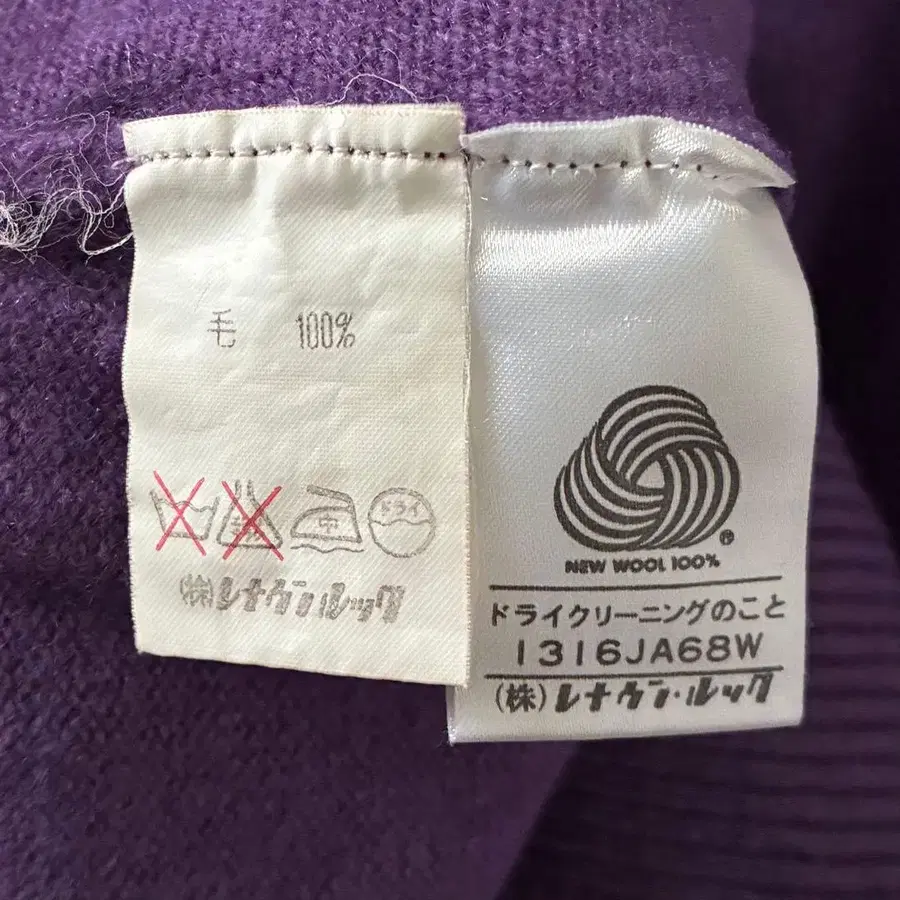 毛 100%
中 ドライ
(株)レナウンルック
NEW WOOL 100%
®
ドライクリーニングのこと
1316JA68W
(株)レナウン・ルック